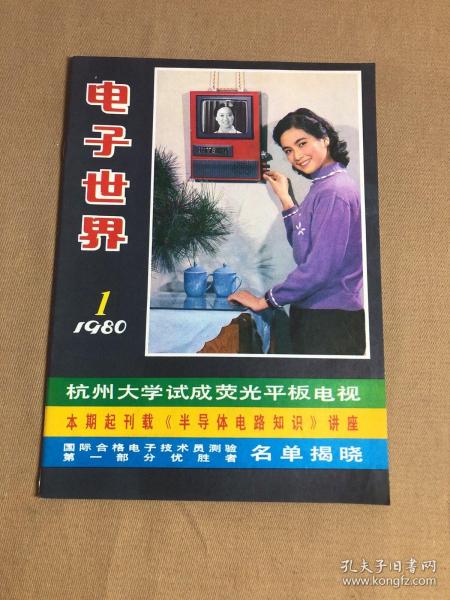 电子世界
1
1980
杭州大学试成荧光平板电视
本期起刊载《半导体电路知识》讲座
国际合格电子技术员测验
第一部分优胜者
名单揭晓
孔夫子旧书网
www.kongfz.com